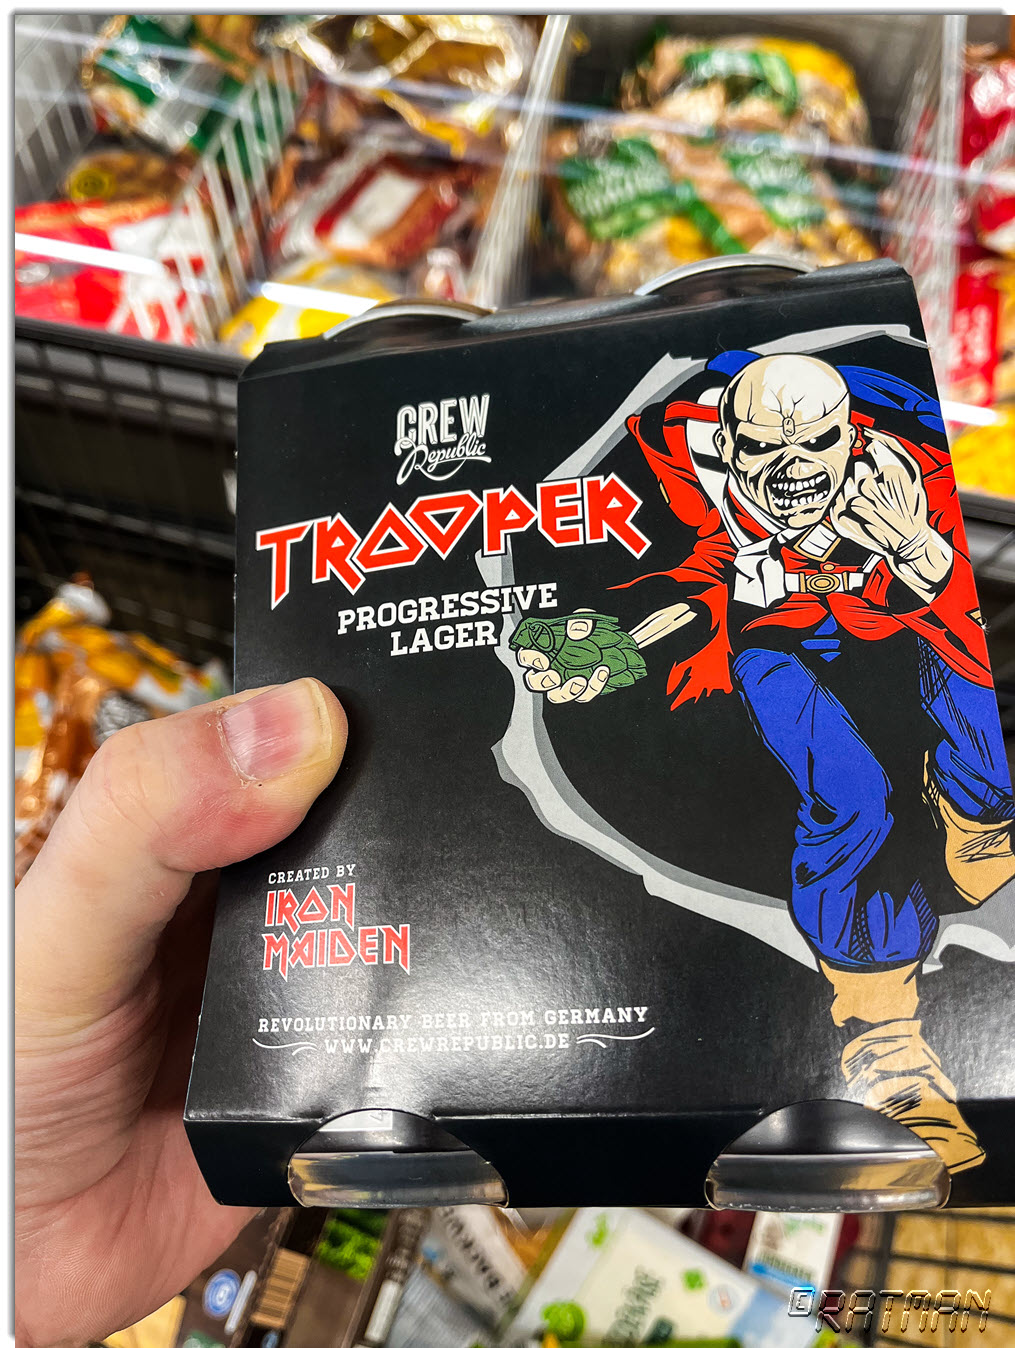 CREW
Republic
TROOPER
PROGRESSIVE
LAGER
CREATED BY
IRON
MAIDEN
REVOLUTIONARY BEER FROM GERMANY
WWW.CREWREPUBLIC.DE
©RATMAN